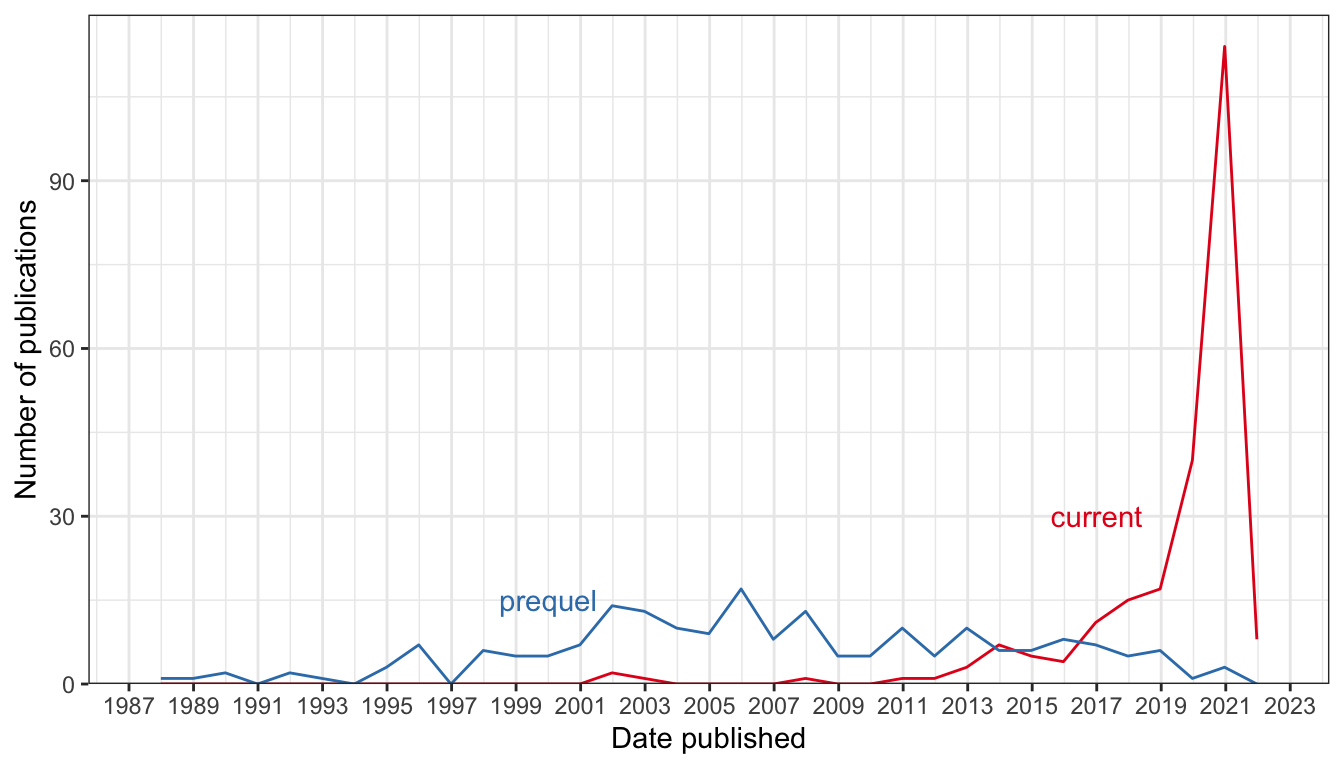 Number of publications
90
60
30
0
current
prequel
1987 1989 1991 1993 1995 1997 1999 2001 2003 2005 2007 2009 2011 2013 2015 2017 2019 2021 2023
Date published